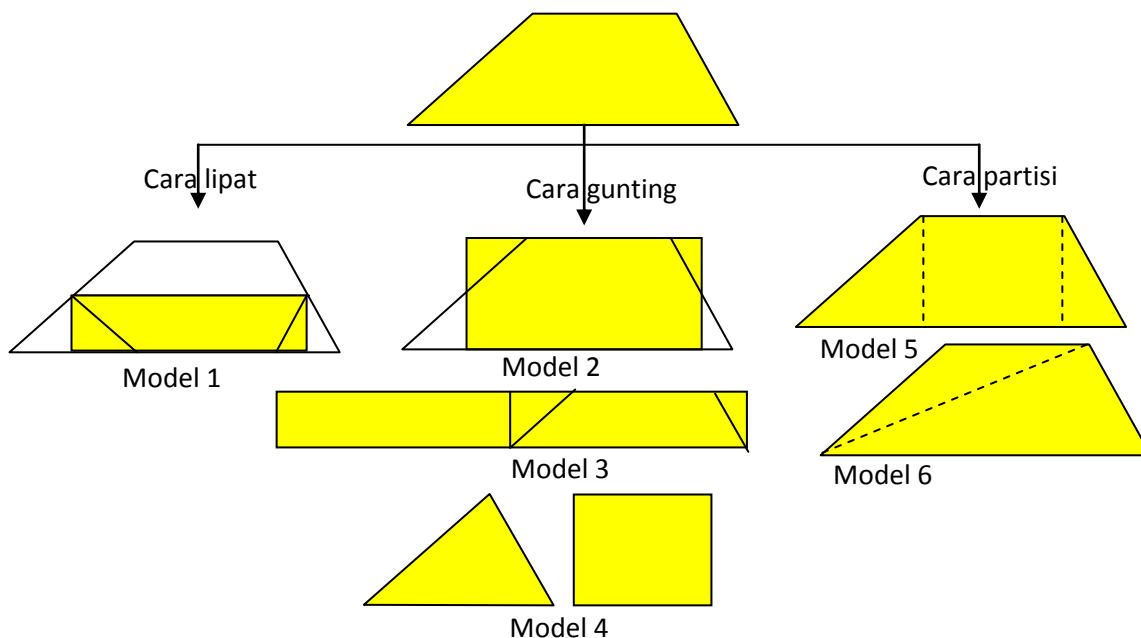 Cara lipat
Cara gunting
Cara partisi
Model 1
Model 2
Model 5
Model 3
Model 6
Model 4